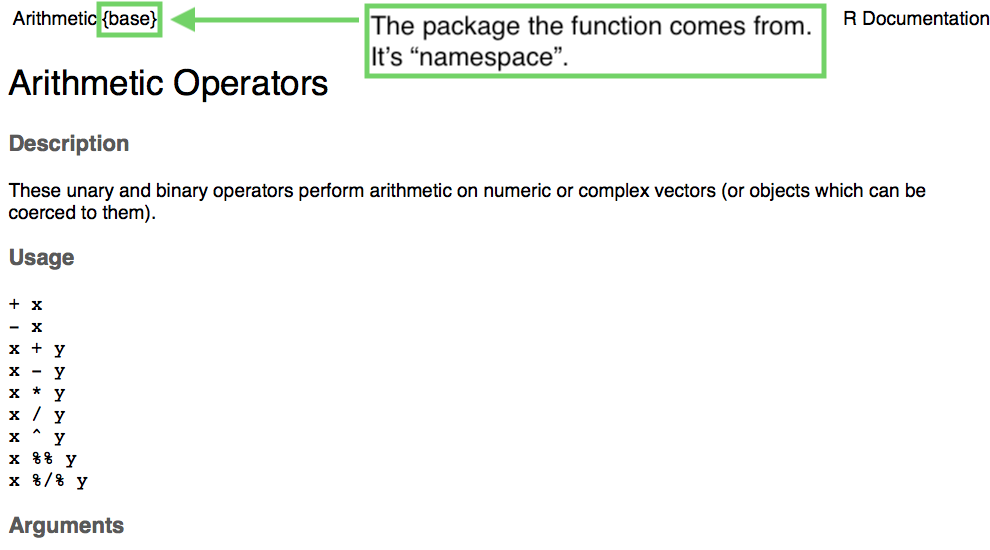 Arithmetic {base}
The package the function comes from.
It's “namespace”.
R Documentation
Arithmetic Operators
Description
These unary and binary operators perform arithmetic on numeric or complex vectors (or objects which can be
coerced to them).
Usage
+ x
- x
x + y
x - y
x * y
x / y
x ^ y
x %% y
x %/% y
Arguments